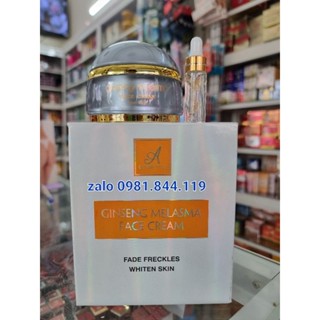 A
zalo 0981.844.119
GINSENG MELASMA
FACE CREAM
FADE FRECKLES
WHITEN SKIN